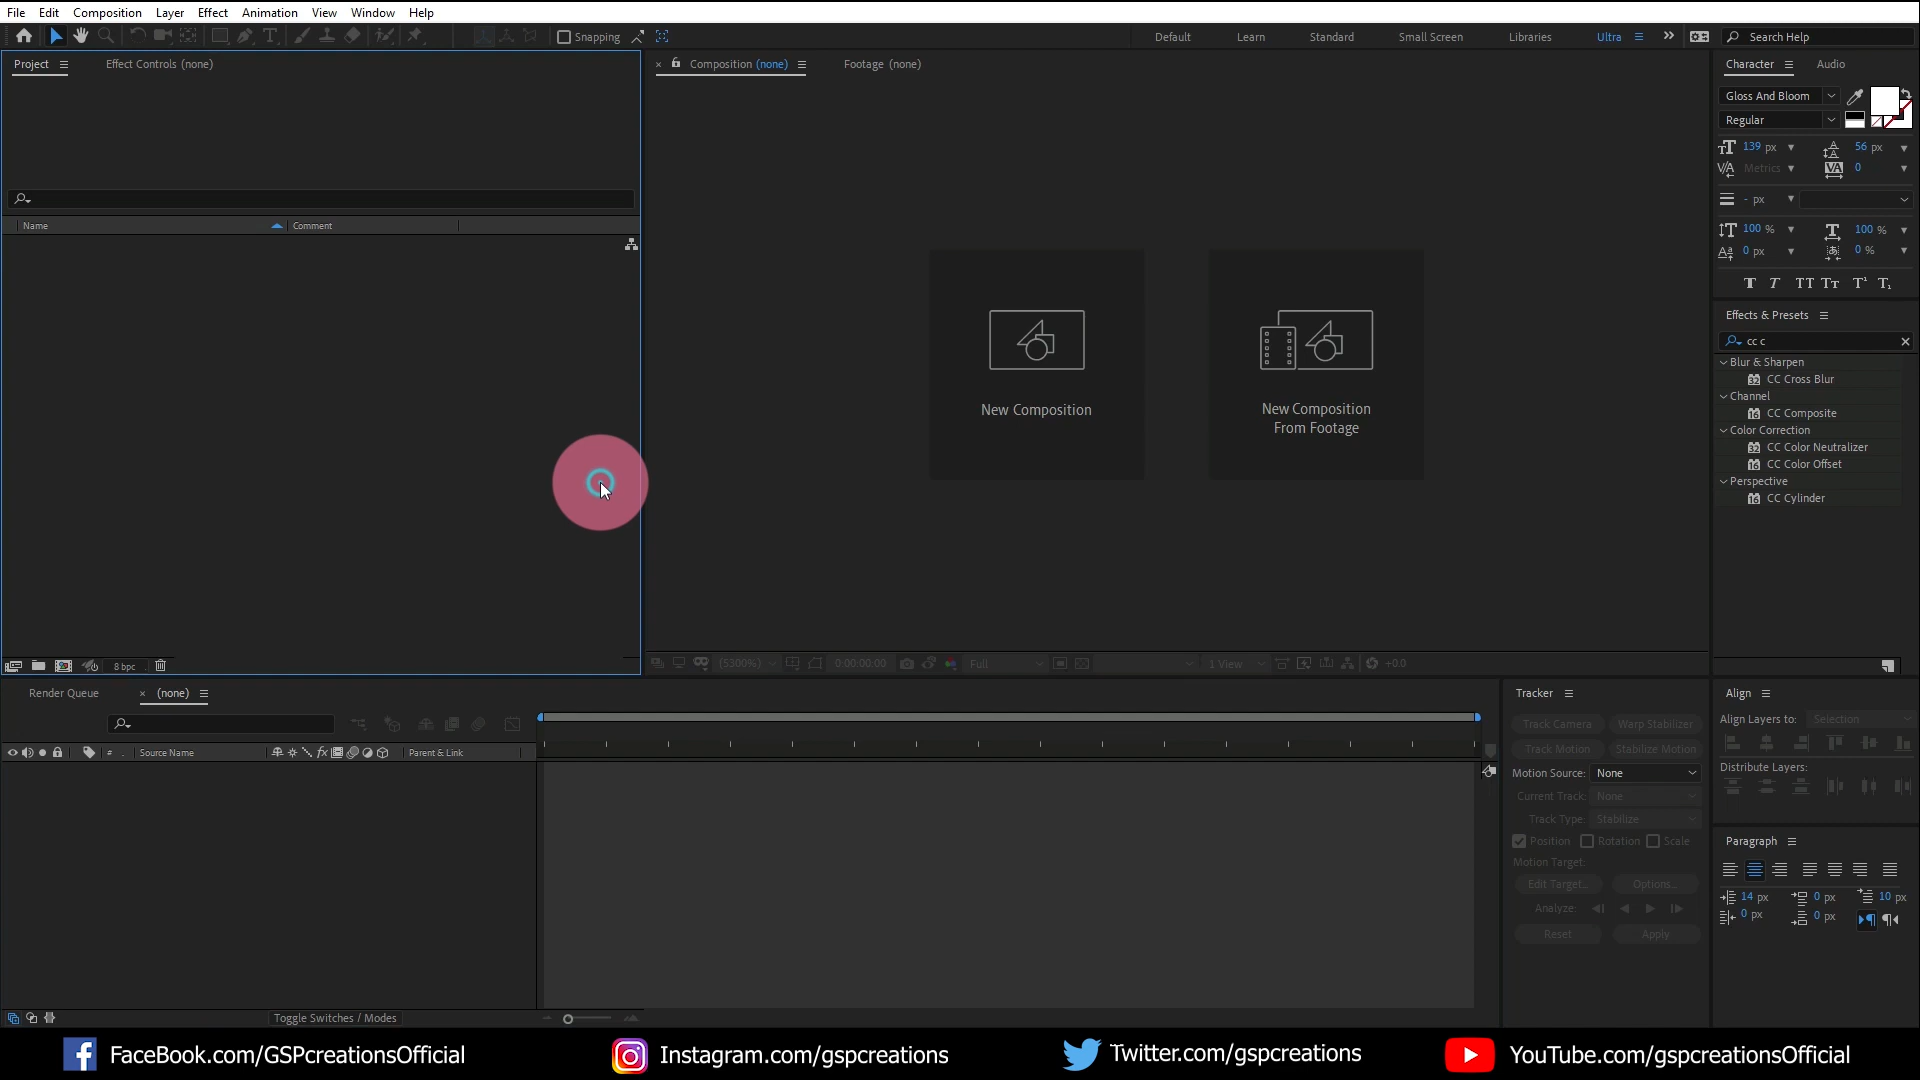 File Edit Composition Layer Effect Animation View Window Help
Snapping
Default Learn Standard Small Screen Libraries Ultra
Search Help
Project
Effect Controls (none)
Composition (none)
Footage (none)
Character
Audio
Gloss And Bloom
Regular
139 px
56 px
Metrics
0
- px
100 %
100 %
0 px
0 %
Name
Comment
New Composition
New Composition
From Footage
Effects & Presets
cc c
Blur & Sharpen
CC Cross Blur
Channel
CC Composite
Color Correction
CC Color Neutralizer
CC Color Offset
Perspective
CC Cylinder
8 bpc
(5300%)
0:00:00:00
Full
1 View
+0.0
Render Queue
(none)
# .
Source Name
fx
Parent & Link
Toggle Switches / Modes
Tracker
Track Camera
Warp Stabilizer
Track Motion
Stabilize Motion
Motion Source: None
Current Track: None
Track Type: Stabilize
Position Rotation Scale
Motion Target:
Edit Target...
Options...
Analyze:
Reset
Apply
Align
Align Layers to: Selection
Distribute Layers:
Paragraph
14 px
0 px
10 px
0 px
0 px
FaceBook.com/GSPcreationsOfficial
Instagram.com/gspcreations
Twitter.com/gspcreations
YouTube.com/gspcreationsOfficial